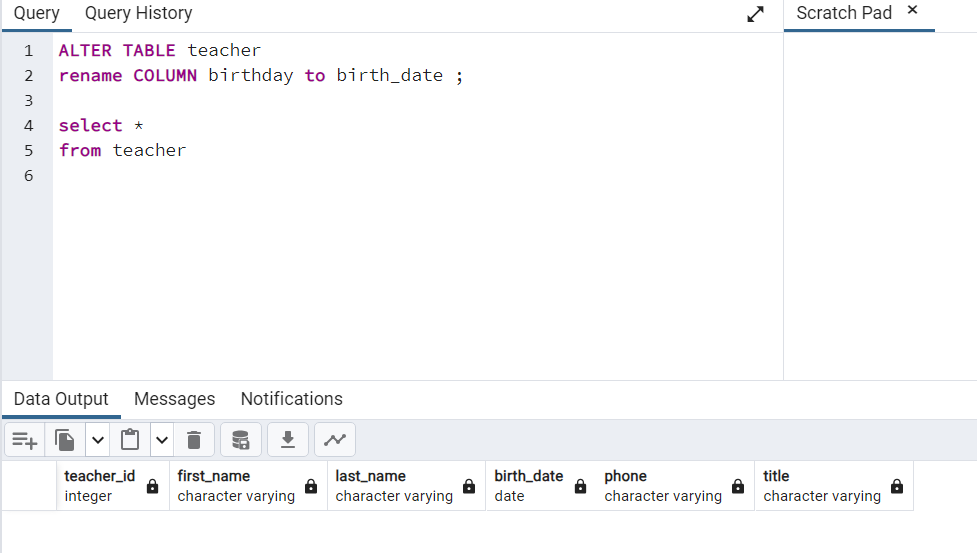 Query Query History Scratch Pad ×
1 ALTER TABLE teacher
2 rename COLUMN birthday to birth_date ;
3
4 select *
5 from teacher
6
Data Output Messages Notifications
teacher_id first_name last_name birth_date phone title
integer character varying character varying date character varying character varying